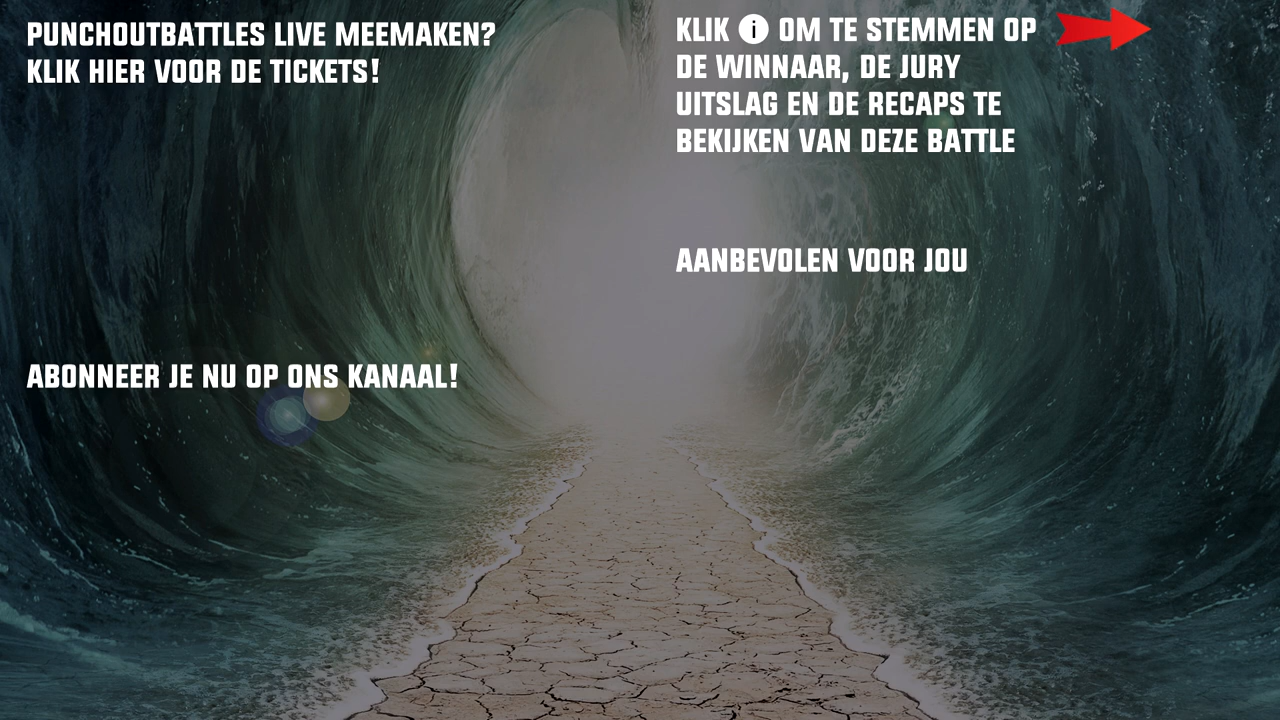 PUNCHOUTBATTLES LIVE MEEMAKEN?
KLIK HIER VOOR DE TICKETS!
KLIK i OM TE STEMMEN OP
DE WINNAAR, DE JURY
UITSLAG EN DE RECAPS TE
BEKIJKEN VAN DEZE BATTLE
AANBEVOLEN VOOR JOU
ABONNEER JE NU OP ONS KANAAL!